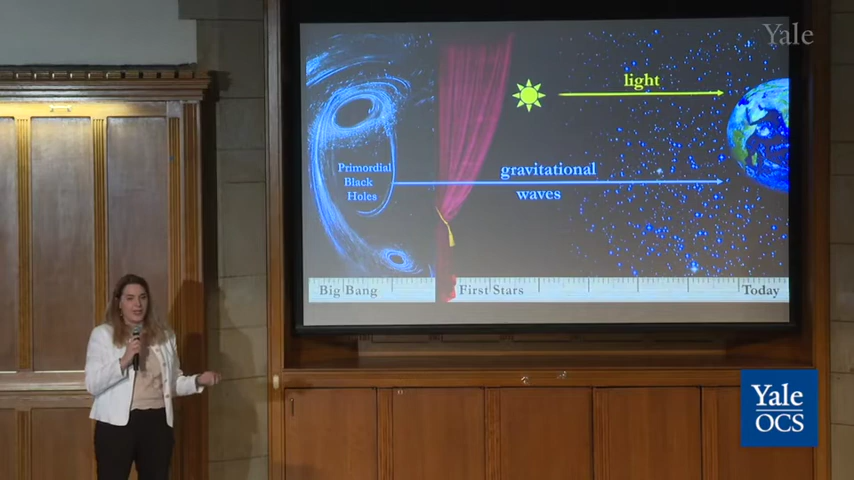 Yale
light
Primordial
Black
Holes
gravitational
waves
Big Bang
First Stars
Today
Yale
OCS